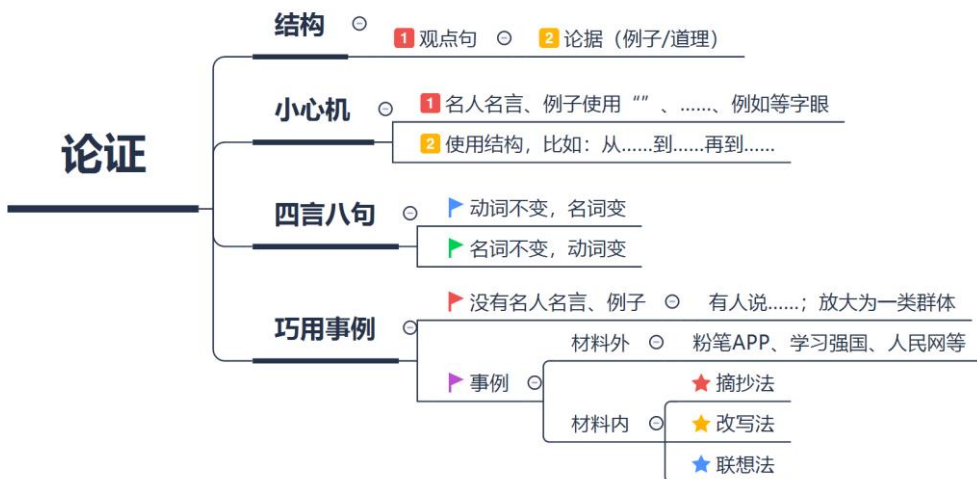 论证
结构
1 观点句
2 论据（例子/道理）
小心机
1 名人名言、例子使用“”、……、例如等字眼
2 使用结构，比如：从……到……再到……
四言八句
动词不变，名词变
名词不变，动词变
巧用事例
没有名人名言、例子
有人说……；放大为一类群体
事例
材料外
粉笔APP、学习强国、人民网等
材料内
摘抄法
改写法
联想法